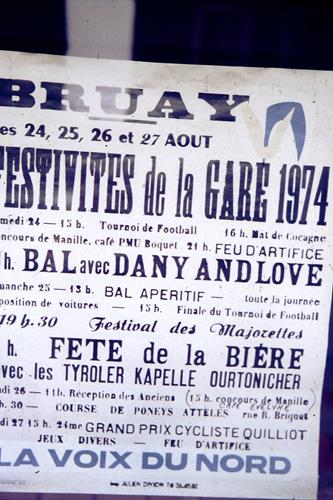 BRUAY
es 24, 25, 26 et 27 AOUT
FESTIVITES de la GARE 1974
medi 24 — 15 h. Tournoi de Football 16 h. Mat de Cocagne
oncours de Manille, café PMU Boquet 21 h. FEU D'ARTIFICE
h. BAL avec DANY AND LOVE
manche 25 — 13 h. BAL APERITIF — toute la journée
position de voitures — 15 h. Finale du Tournoi de Football
19 h. 30 Festival des Majorettes
h. FETE de la BIÈRE
vec les TYROLER KAPELLE OURTONICHER
di 26 — 11h. Réception des Anciens (15 h. concours de Manille)
h. 30 — COURSE DE PONEYS ATTELES rue R. Briquet
di 27 15 h. 24me GRAND PRIX CYCLISTE QUILLIOT
JEUX DIVERS — FEU D'ARTIFICE
LA VOIX DU NORD